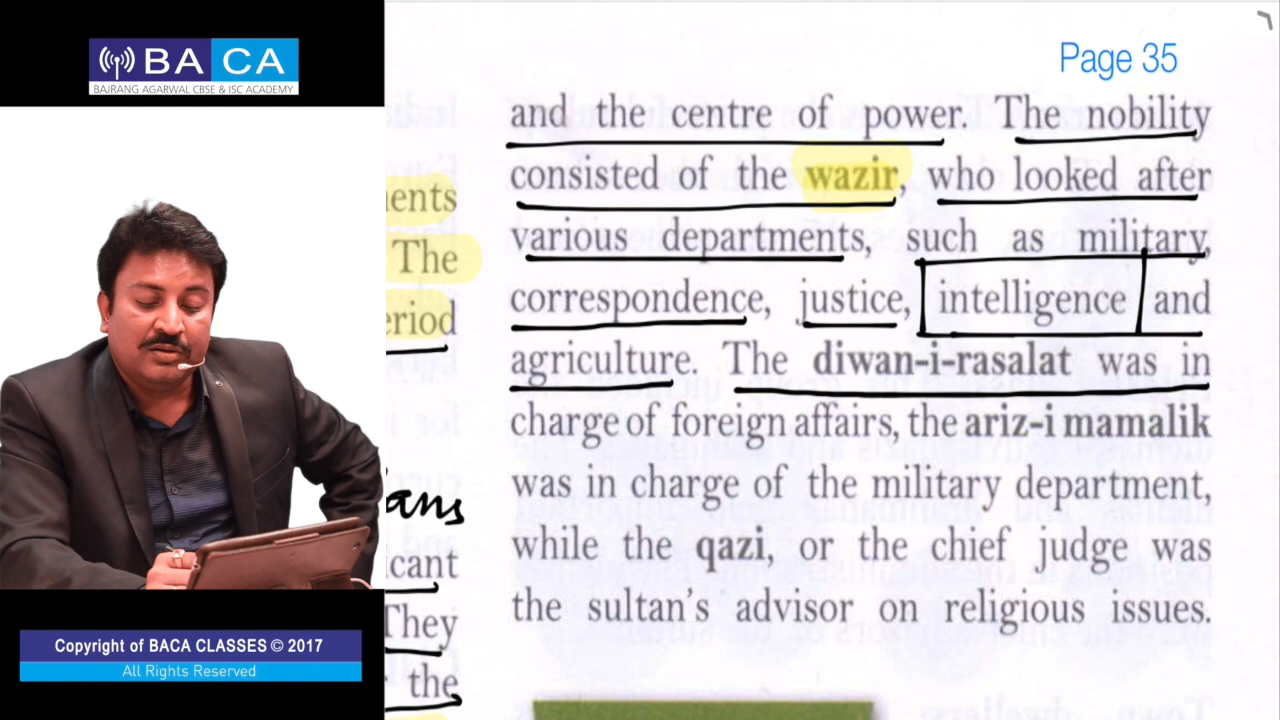 BACA
BAJRANG AGARWAL CBSE & ISC ACADEMY
Page 35
and the centre of power. The nobility
consisted of the wazir, who looked after
various departments, such as military,
correspondence, justice, intelligence and
agriculture. The diwan-i-rasalat was in
charge of foreign affairs, the ariz-i mamalik
was in charge of the military department,
while the qazi, or the chief judge was
the sultan's advisor on religious issues.
The
They
the
Copyright of BACA CLASSES © 2017
All Rights Reserved